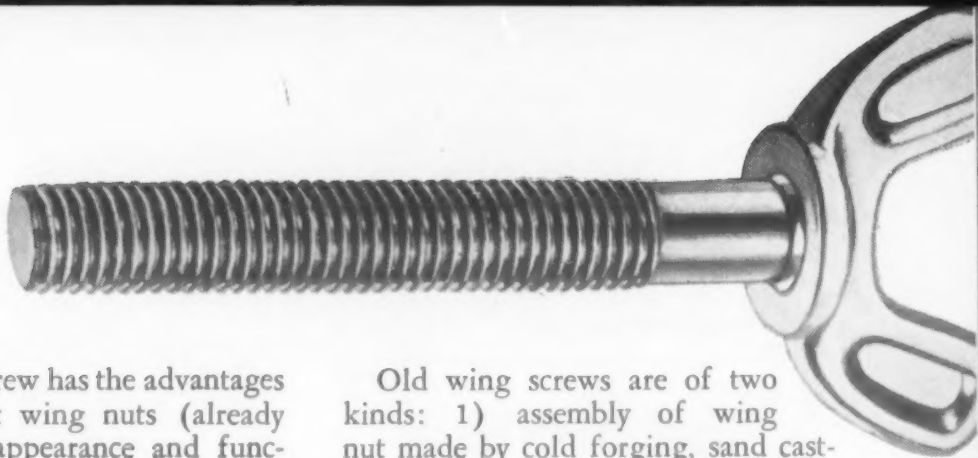 rew has the advantages
wing nuts (already
appearance and func-
Old wing screws are of two
kinds: 1) assembly of wing
nut made by cold forging, sand cast-